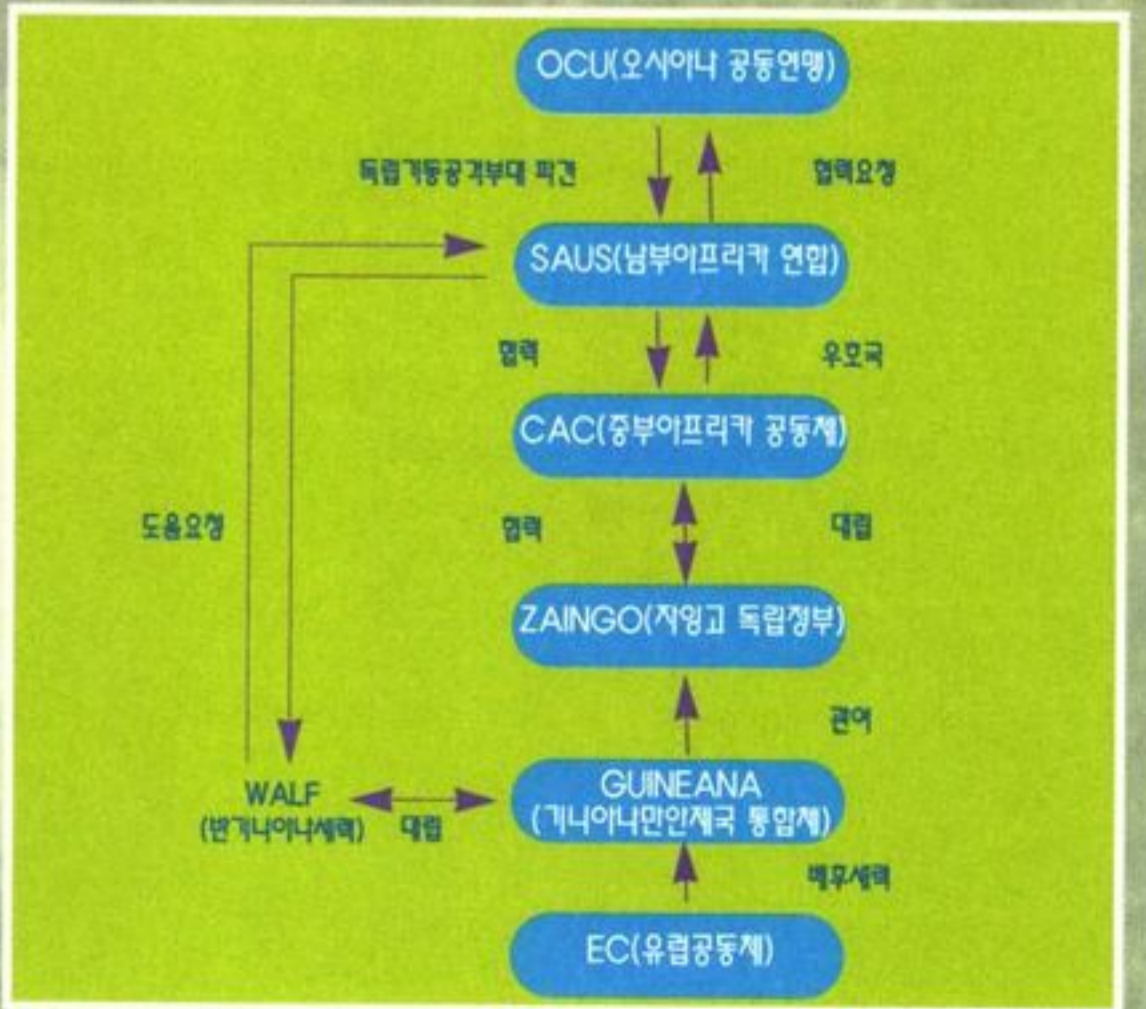 OCU(오시아나 공동연맹)
독립기동공격부대 파견
협력요청
SAUS(남부아프리카 연합)
협력
우호국
CAC(중부아프리카 공동체)
도움요청
협력
대립
ZAINGO(자잉고 독립정부)
관여
WALF
(반기니아나세력)
대립
GUINEANA
(기니아나만안제국 통합체)
배후세력
EC(유럽공동체)